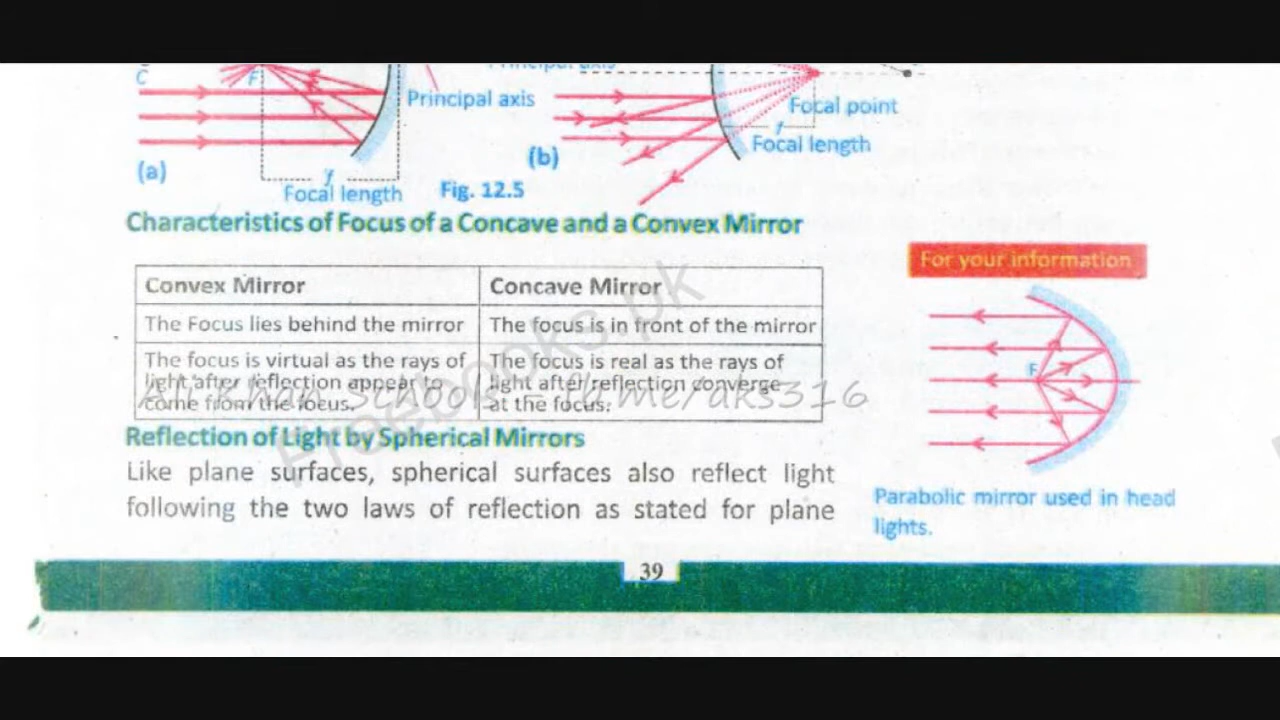 C
F
Principal axis
(a)
f
Focal length
Fig. 12.5
Principal axis
Focal point
f
Focal length
(b)
Characteristics of Focus of a Concave and a Convex Mirror
Convex Mirror
Concave Mirror
The Focus lies behind the mirror
The focus is in front of the mirror
The focus is virtual as the rays of
light after reflection appear to
come from the focus.
The focus is real as the rays of
light after reflection converge
at the focus.
Reflection of Light by Spherical Mirrors
Like plane surfaces, spherical surfaces also reflect light
following the two laws of reflection as stated for plane
For your information
F
Parabolic mirror used in head
lights.
39
Freebooks.pk